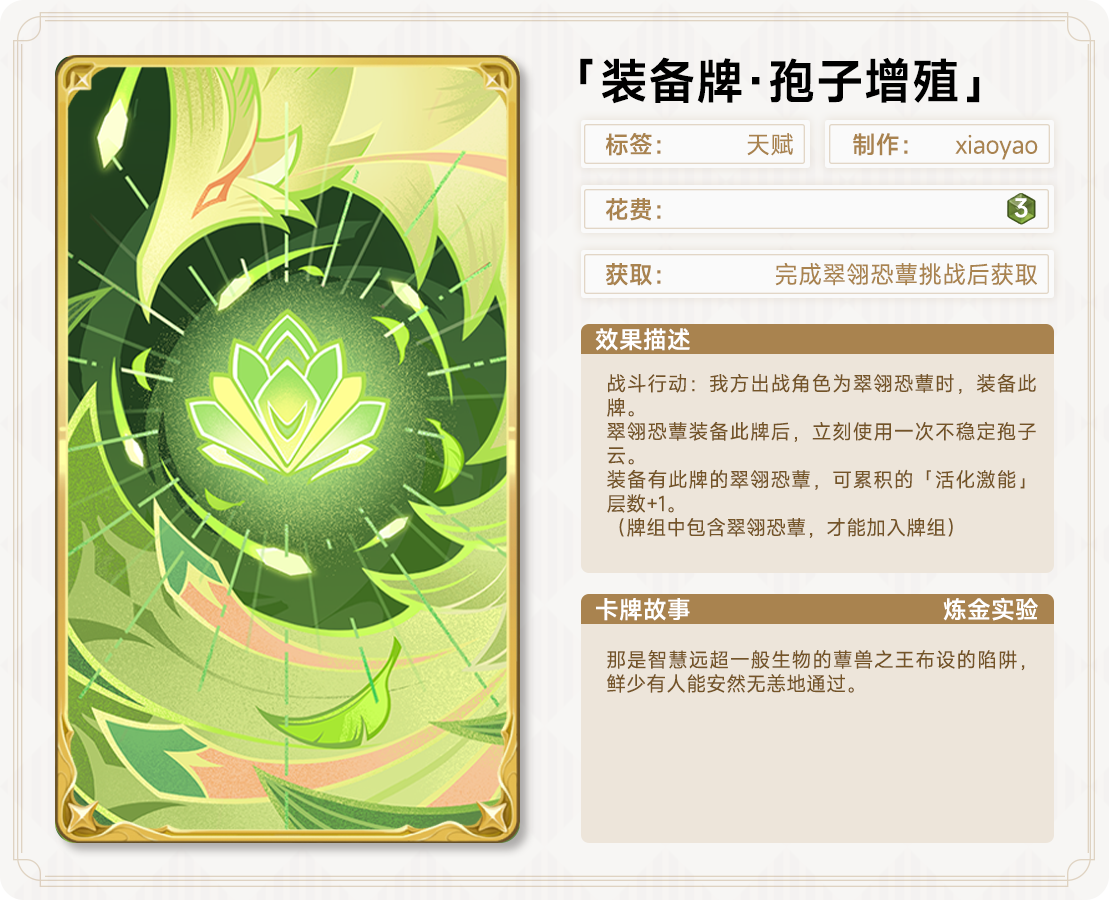 「装备牌·孢子增殖」
标签： 天赋
制作： xiaoyao
花费： 3
获取： 完成翠翎恐蕈挑战后获取
效果描述
战斗行动：我方出战角色为翠翎恐蕈时，装备此
牌。
翠翎恐蕈装备此牌后，立刻使用一次不稳定孢子
云。
装备有此牌的翠翎恐蕈，可累积的「活化激能」
层数+1。
（牌组中包含翠翎恐蕈，才能加入牌组）
卡牌故事 炼金实验
那是智慧远超一般生物的蕈兽之王布设的陷阱，
鲜少有人能安然无恙地通过。